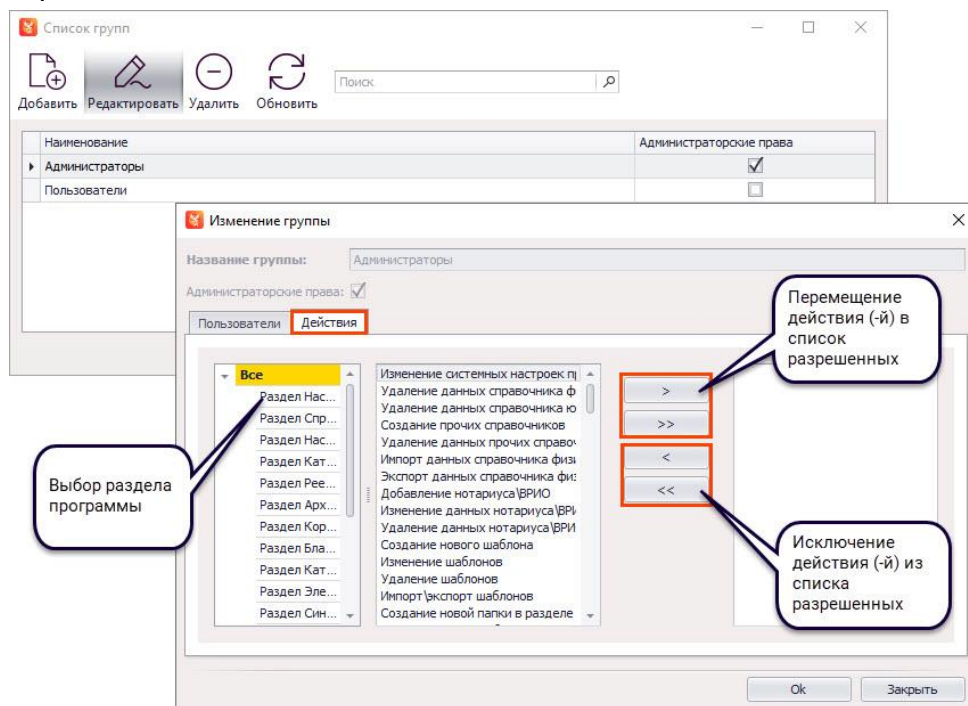 Список групп
Добавить Редактировать Удалить Обновить
Поиск
Наименование Администраторские права
Администраторы
Пользователи
Изменение группы
Название группы: Администраторы
Администраторские права:
Пользователи Действия
Перемещение
действия (-й) в
список
разрешенных
Все
Раздел Нас...
Раздел Спр...
Раздел Нас...
Раздел Кат...
Раздел Рее...
Раздел Арх...
Раздел Кор...
Раздел Бла...
Раздел Кат...
Раздел Эле...
Раздел Син...
Изменение системных настроек п
Удаление данных справочника ф
Удаление данных справочника ю
Создание прочих справочников
Удаление данных прочих справоч
Импорт данных справочника физи
Экспорт данных справочника физ
Добавление нотариуса\ВРИО
Изменение данных нотариуса\ВРИ
Удаление данных нотариуса\ВРИ
Создание нового шаблона
Изменение шаблонов
Удаление шаблонов
Импорт\экспорт шаблонов
Создание новой папки в разделе
>
>>
<
<<
Выбор раздела
программы
Исключение
действия (-й) из
списка
разрешенных
Ok Закрыть